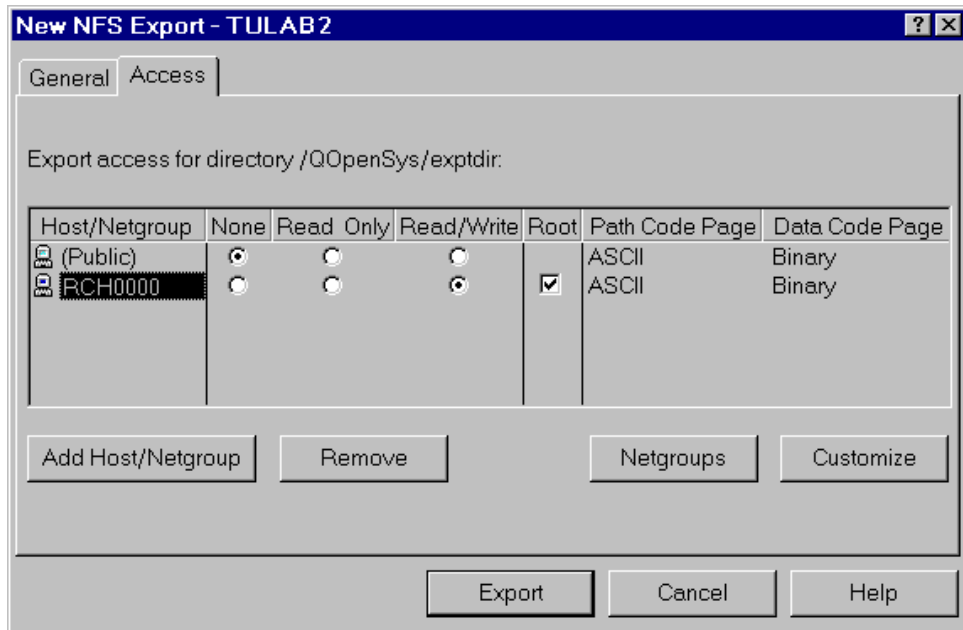 New NFS Export - TULAB2
General Access
Export access for directory /QOpenSys/exptdir:
Host/Netgroup None Read Only Read/Write Root Path Code Page Data Code Page
(Public) ASCII Binary
RCH0000 ASCII Binary
Add Host/Netgroup Remove Netgroups Customize
Export Cancel Help